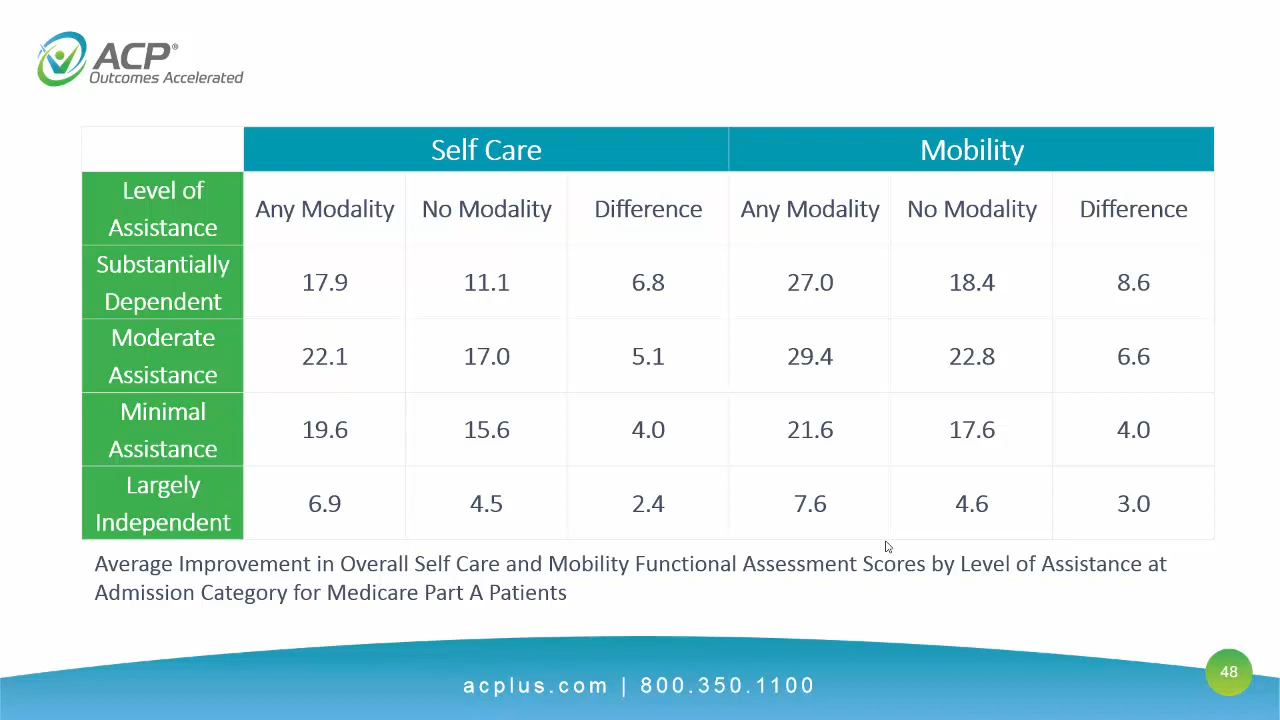 ACP®
Outcomes Accelerated
Self Care Mobility
Level of Assistance Any Modality No Modality Difference Any Modality No Modality Difference
Substantially Dependent 17.9 11.1 6.8 27.0 18.4 8.6
Moderate Assistance 22.1 17.0 5.1 29.4 22.8 6.6
Minimal Assistance 19.6 15.6 4.0 21.6 17.6 4.0
Largely Independent 6.9 4.5 2.4 7.6 4.6 3.0
Average Improvement in Overall Self Care and Mobility Functional Assessment Scores by Level of Assistance at
Admission Category for Medicare Part A Patients
acplus.com | 800.350.1100
48